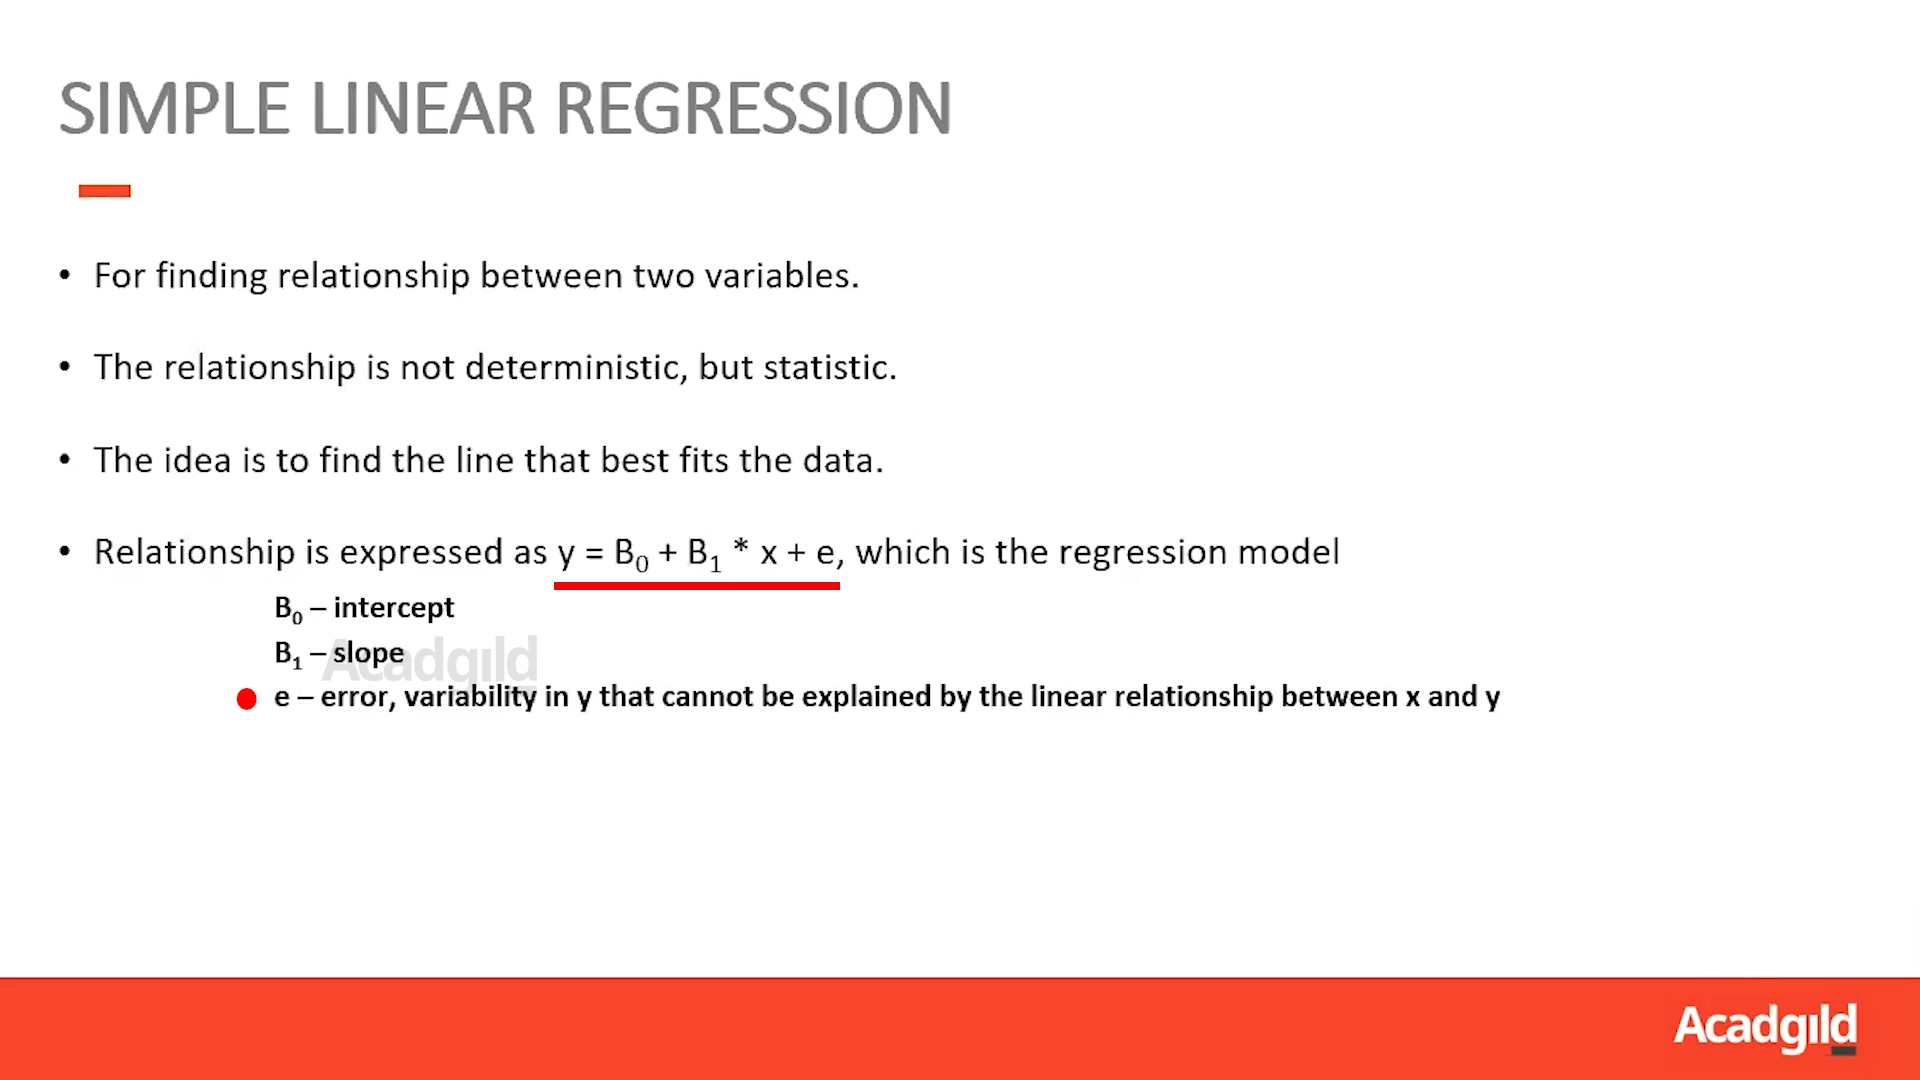 SIMPLE LINEAR REGRESSION
• For finding relationship between two variables.
• The relationship is not deterministic, but statistic.
• The idea is to find the line that best fits the data.
• Relationship is expressed as y = B₀ + B₁ * x + e, which is the regression model
B₀ – intercept
B₁ – slope
Acadgıld
e – error, variability in y that cannot be explained by the linear relationship between x and y
Acadgıld